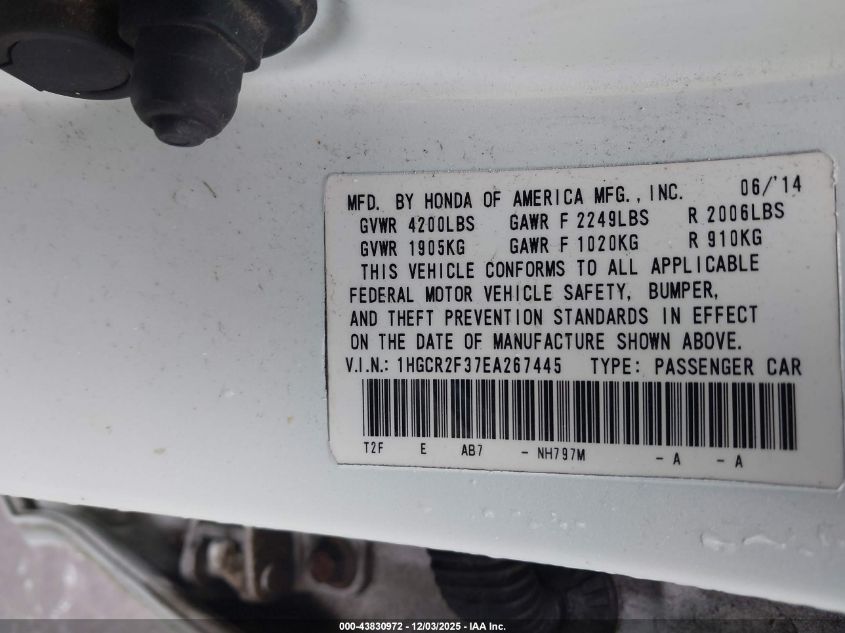 MFD. BY HONDA OF AMERICA MFG., INC. 06/'14
GVWR 4200LBS GAWR F 2249LBS R 2006LBS
GVWR 1905KG GAWR F 1020KG R 910KG
THIS VEHICLE CONFORMS TO ALL APPLICABLE
FEDERAL MOTOR VEHICLE SAFETY, BUMPER,
AND THEFT PREVENTION STANDARDS IN EFFECT
ON THE DATE OF MANUFACTURE SHOWN ABOVE.
V.I.N.: 1HGCR2F37EA267445 TYPE: PASSENGER CAR
T2F E AB7 - NH797M - A - A
000-43830972 - 12/03/2025 - IAA Inc.